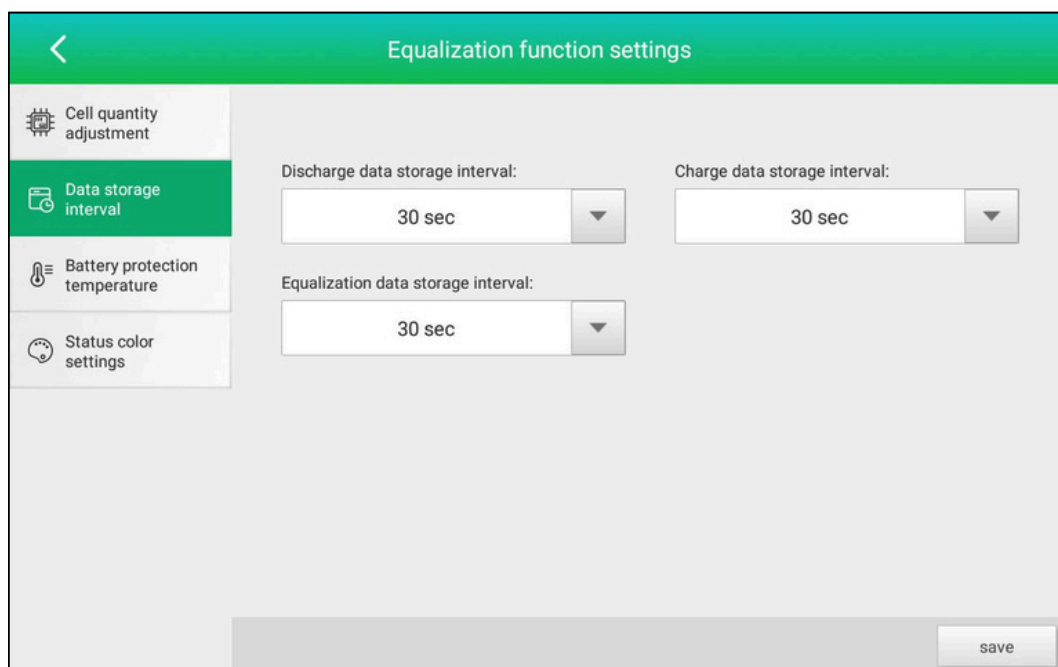 Equalization function settings
Cell quantity
adjustment
Data storage
interval
Battery protection
temperature
Status color
settings
Discharge data storage interval:
30 sec
Charge data storage interval:
30 sec
Equalization data storage interval:
30 sec
save